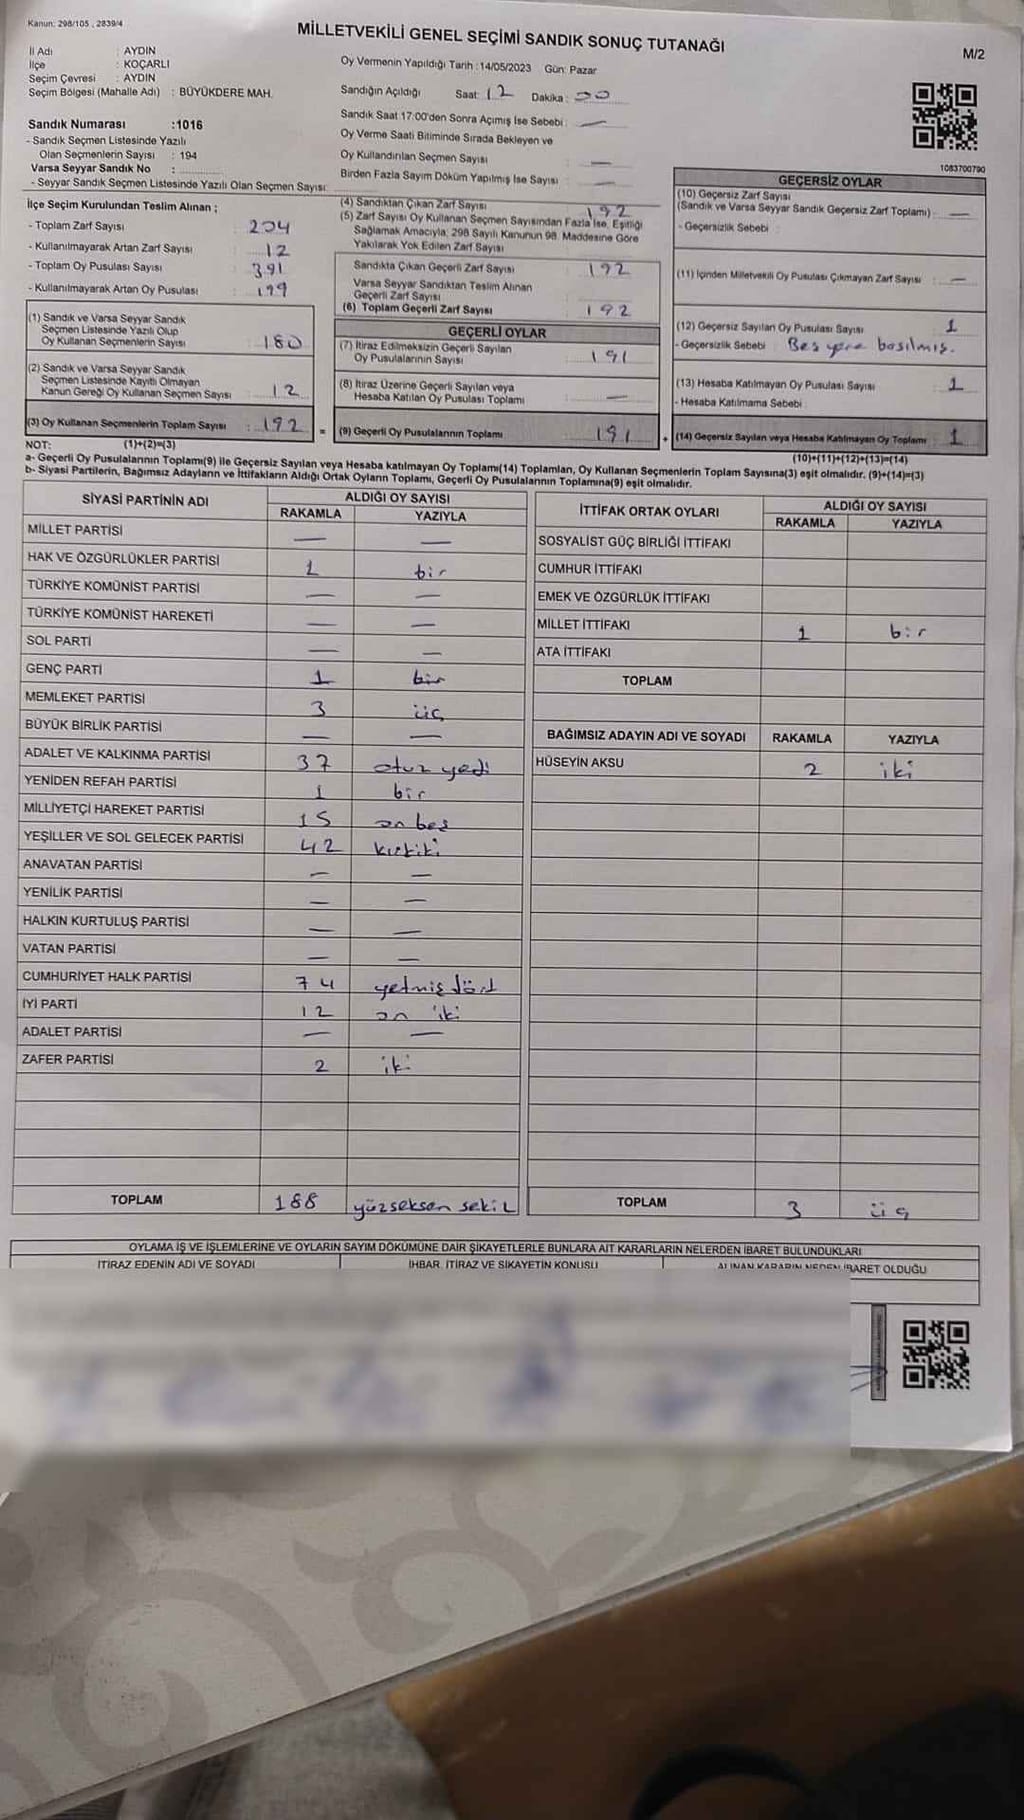 Kanun: 298/105 , 2839/4
MİLLETVEKİLİ GENEL SEÇİMİ SANDIK SONUÇ TUTANAĞI
M/2
İl Adı : AYDIN
İlçe : KOÇARLI
Seçim Çevresi : AYDIN
Seçim Bölgesi (Mahalle Adı) : BÜYÜKDERE MAH.
Sandık Numarası :1016
- Sandık Seçmen Listesinde Yazılı
Olan Seçmenlerin Sayısı : 194
Varsa Seyyar Sandık No :
- Seyyar Sandık Seçmen Listesinde Yazılı Olan Seçmen Sayısı:
Oy Vermenin Yapıldığı Tarih :14/05/2023 Gün: Pazar
Sandığın Açıldığı Saat: 12 Dakika: 00
Sandık Saat 17:00'den Sonra Açımış İse Sebebi : —
Oy Verme Saati Bitiminde Sırada Bekleyen ve
Oy Kullandırılan Seçmen Sayısı : —
Birden Fazla Sayım Döküm Yapılmış İse Sayısı : —
1083700790
İlçe Seçim Kurulundan Teslim Alınan ;
- Toplam Zarf Sayısı : 204
- Kullanılmayarak Artan Zarf Sayısı : 12
- Toplam Oy Pusulası Sayısı : 391
- Kullanılmayarak Artan Oy Pusulası : 199
(1) Sandık ve Varsa Seyyar Sandık
Seçmen Listesinde Yazılı Olup
Oy Kullanan Seçmenlerin Sayısı : 180
(2) Sandık ve Varsa Seyyar Sandık
Seçmen Listesinde Kayıtlı Olmayan
Kanun Gereği Oy Kullanan Seçmen Sayısı : 12
(3) Oy Kullanan Seçmenlerin Toplam Sayısı : 192 =
(4) Sandıktan Çıkan Zarf Sayısı : 192
(5) Zarf Sayısı Oy Kullanan Seçmen Sayısından Fazla İse, Eşitliği
Sağlamak Amacıyla; 298 Sayılı Kanunun 98. Maddesine Göre
Yakılarak Yok Edilen Zarf Sayısı
Sandıkta Çıkan Geçerli Zarf Sayısı : 192
Varsa Seyyar Sandıktan Teslim Alınan
Geçerli Zarf Sayısı
(6) Toplam Geçerli Zarf Sayısı : 192
GEÇERLİ OYLAR
(7) İtiraz Edilmeksizin Geçerli Sayılan
Oy Pusulalarının Sayısı : 191
(8) İtiraz Üzerine Geçerli Sayılan veya
Hesaba Katılan Oy Pusulası Toplamı : —
(9) Geçerli Oy Pusulalarının Toplamı : 191 +
GEÇERSİZ OYLAR
(10) Geçersiz Zarf Sayısı
(Sandık ve Varsa Seyyar Sandık Geçersiz Zarf Toplamı) : —
- Geçersizlik Sebebi :
(11) İçinden Milletvekili Oy Pusulası Çıkmayan Zarf Sayısı : —
(12) Geçersiz Sayılan Oy Pusulası Sayısı : 1
- Geçersizlik Sebebi : Beş yere basılmış.
(13) Hesaba Katılmayan Oy Pusulası Sayısı : 1
- Hesaba Katılmama Sebebi :
(14) Geçersiz Sayılan veya Hesaba Katılmayan Oy Toplamı : 1
NOT: (1)+(2)=(3) (10)+(11)+(12)+(13)=(14)
a- Geçerli Oy Pusulalarının Toplamı(9) ile Geçersiz Sayılan veya Hesaba katılmayan Oy Toplamı(14) Toplamları, Oy Kullanan Seçmenlerin Toplam Sayısına(3) eşit olmalıdır. (9)+(14)=(3)
b- Siyasi Partilerin, Bağımsız Adayların ve İttifakların Aldığı Ortak Oyların Toplamı, Geçerli Oy Pusulalarının Toplamına(9) eşit olmalıdır.
SİYASİ PARTİNİN ADI ALDIĞI OY SAYISI
RAKAMLA YAZIYLA
MİLLET PARTİSİ — —
HAK VE ÖZGÜRLÜKLER PARTİSİ 1 bir
TÜRKİYE KOMÜNİST PARTİSİ — —
TÜRKİYE KOMÜNİST HAREKETİ — —
SOL PARTİ — —
GENÇ PARTİ 1 bir
MEMLEKET PARTİSİ 3 üç
BÜYÜK BİRLİK PARTİSİ — —
ADALET VE KALKINMA PARTİSİ 37 otuz yedi
YENİDEN REFAH PARTİSİ 1 bir
MİLLİYETÇİ HAREKET PARTİSİ 15 on beş
YEŞİLLER VE SOL GELECEK PARTİSİ 42 kırkiki
ANAVATAN PARTİSİ — —
YENİLİK PARTİSİ — —
HALKIN KURTULUŞ PARTİSİ — —
VATAN PARTİSİ — —
CUMHURİYET HALK PARTİSİ 74 yetmiş dört
İYİ PARTİ 12 on iki
ADALET PARTİSİ — —
ZAFER PARTİSİ 2 iki
TOPLAM 188 yüzseksen sekiz
İTTİFAK ORTAK OYLARI ALDIĞI OY SAYISI
RAKAMLA YAZIYLA
SOSYALİST GÜÇ BİRLİĞİ İTTİFAKI
CUMHUR İTTİFAKI
EMEK VE ÖZGÜRLÜK İTTİFAKI
MİLLET İTTİFAKI 1 bir
ATA İTTİFAKI
TOPLAM
BAĞIMSIZ ADAYIN ADI VE SOYADI RAKAMLA YAZIYLA
HÜSEYİN AKSU 2 iki
TOPLAM 3 üç
OYLAMA İŞ VE İŞLEMLERİNE VE OYLARIN SAYIM DÖKÜMÜNE DAİR ŞİKAYETLERLE BUNLARA AİT KARARLARIN NELERDEN İBARET BULUNDUKLARI
İTİRAZ EDENİN ADI VE SOYADI İHBAR, İTİRAZ VE ŞİKAYETİN KONUSU ALINAN KARARIN NEDEN İBARET OLDUĞU